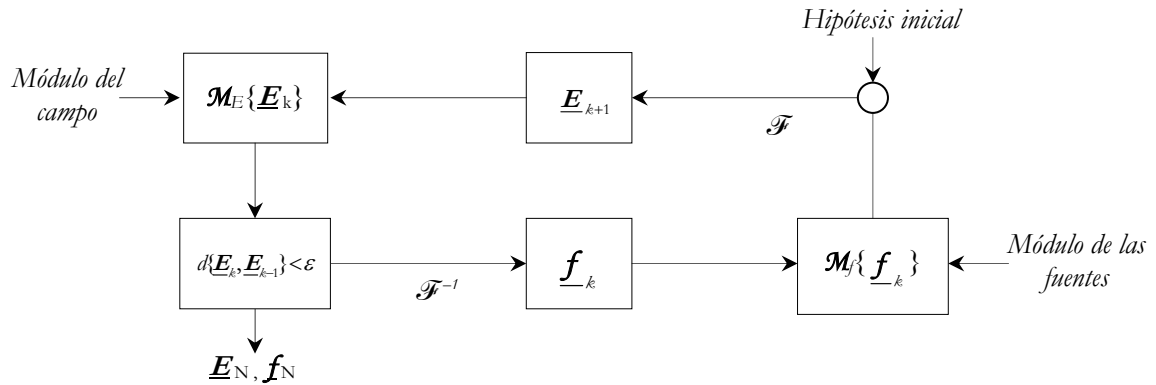 Hipótesis inicial
Módulo del
campo
𝓜E{E̲k}
E̲k+1
ℱ
d{E̲k,E̲k-1}<ε
ℱ-1
f̲k
𝓜f{f̲k}
Módulo de las
fuentes
E̲N, f̲N